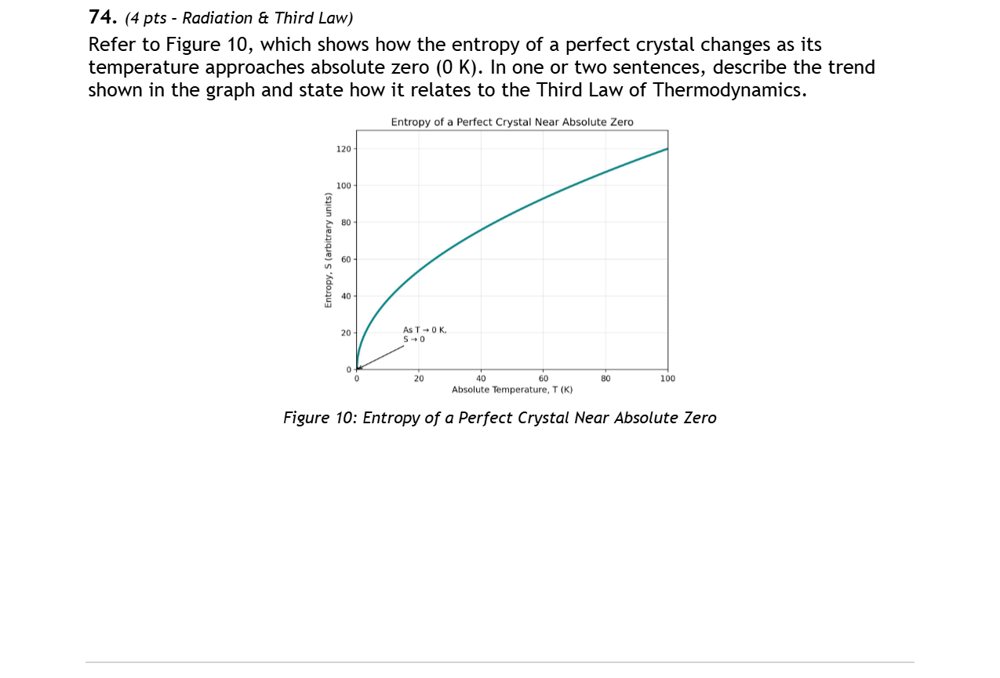 74. (4 pts - Radiation & Third Law)
Refer to Figure 10, which shows how the entropy of a perfect crystal changes as its
temperature approaches absolute zero (0 K). In one or two sentences, describe the trend
shown in the graph and state how it relates to the Third Law of Thermodynamics.
Entropy of a Perfect Crystal Near Absolute Zero
120
100
80
60
40
20
0
Entropy, S (arbitrary units)
As T → 0 K,
S → 0
0 20 40 60 80 100
Absolute Temperature, T (K)
Figure 10: Entropy of a Perfect Crystal Near Absolute Zero